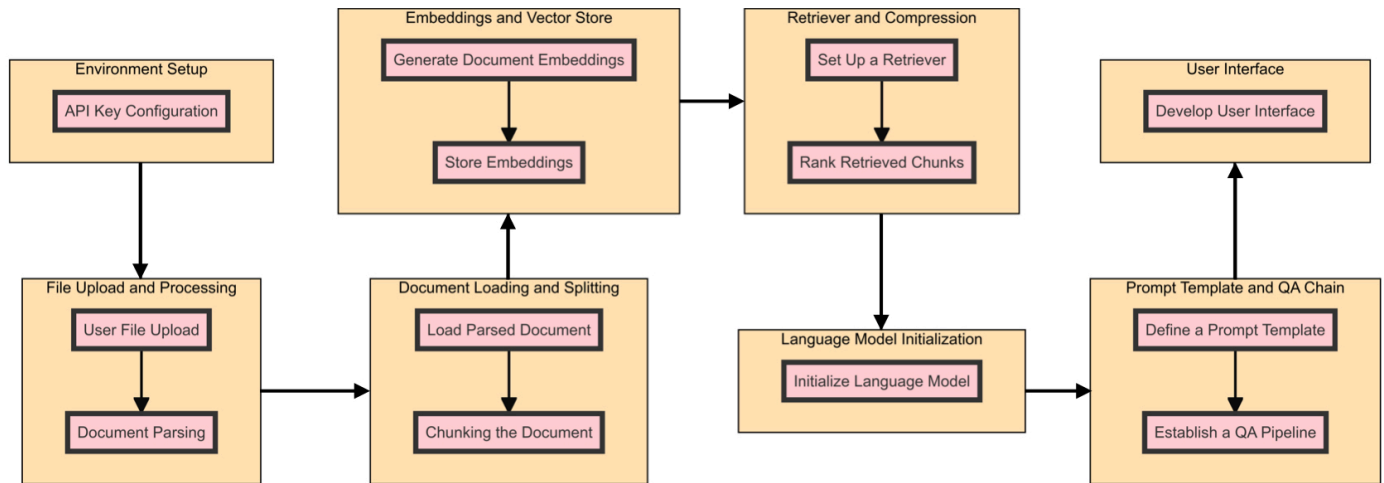 Environment Setup
API Key Configuration
File Upload and Processing
User File Upload
Document Parsing
Document Loading and Splitting
Load Parsed Document
Chunking the Document
Embeddings and Vector Store
Generate Document Embeddings
Store Embeddings
Retriever and Compression
Set Up a Retriever
Rank Retrieved Chunks
Language Model Initialization
Initialize Language Model
Prompt Template and QA Chain
Define a Prompt Template
Establish a QA Pipeline
User Interface
Develop User Interface